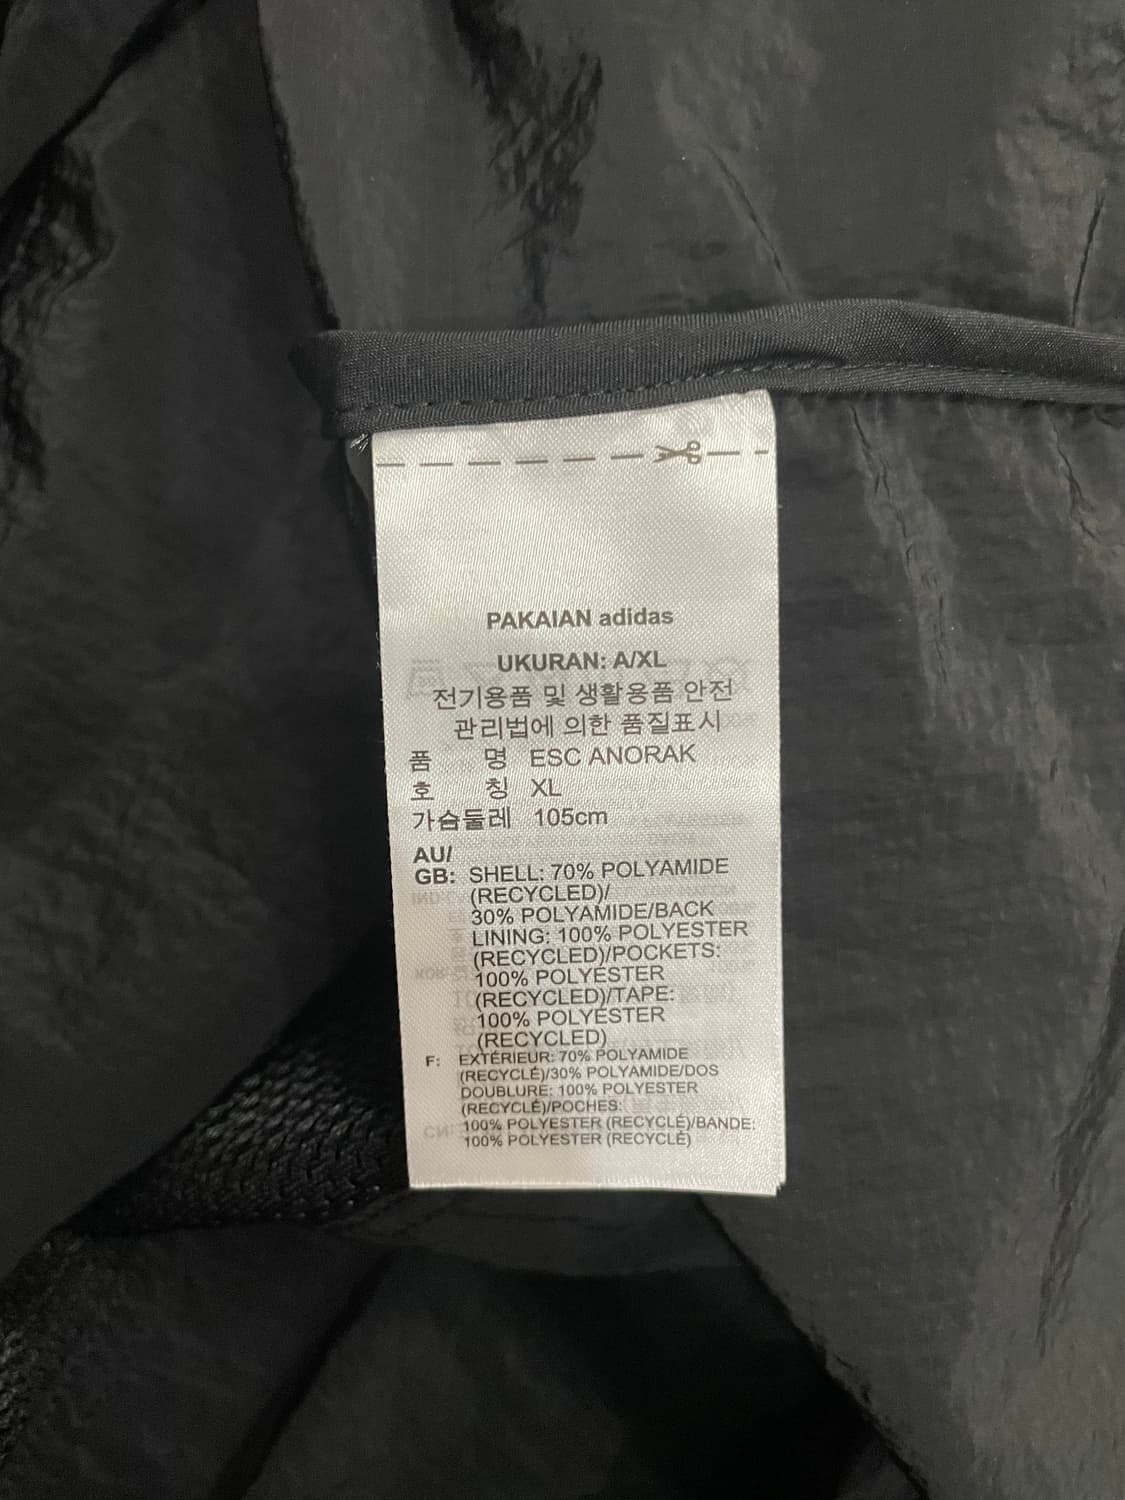 PAKAIAN adidas
UKURAN: A/XL
전기용품 및 생활용품 안전
관리법에 의한 품질표시
품 명 ESC ANORAK
호 칭 XL
가슴둘레 105cm
AU/
GB: SHELL: 70% POLYAMIDE
(RECYCLED)/
30% POLYAMIDE/BACK
LINING: 100% POLYESTER
(RECYCLED)/POCKETS:
100% POLYESTER
(RECYCLED)/TAPE:
100% POLYESTER
(RECYCLED)
F: EXTÉRIEUR: 70% POLYAMIDE
(RECYCLÉ)/30% POLYAMIDE/DOS
DOUBLURE: 100% POLYESTER
(RECYCLÉ)/POCHES:
100% POLYESTER (RECYCLÉ)/BANDE:
100% POLYESTER (RECYCLÉ)